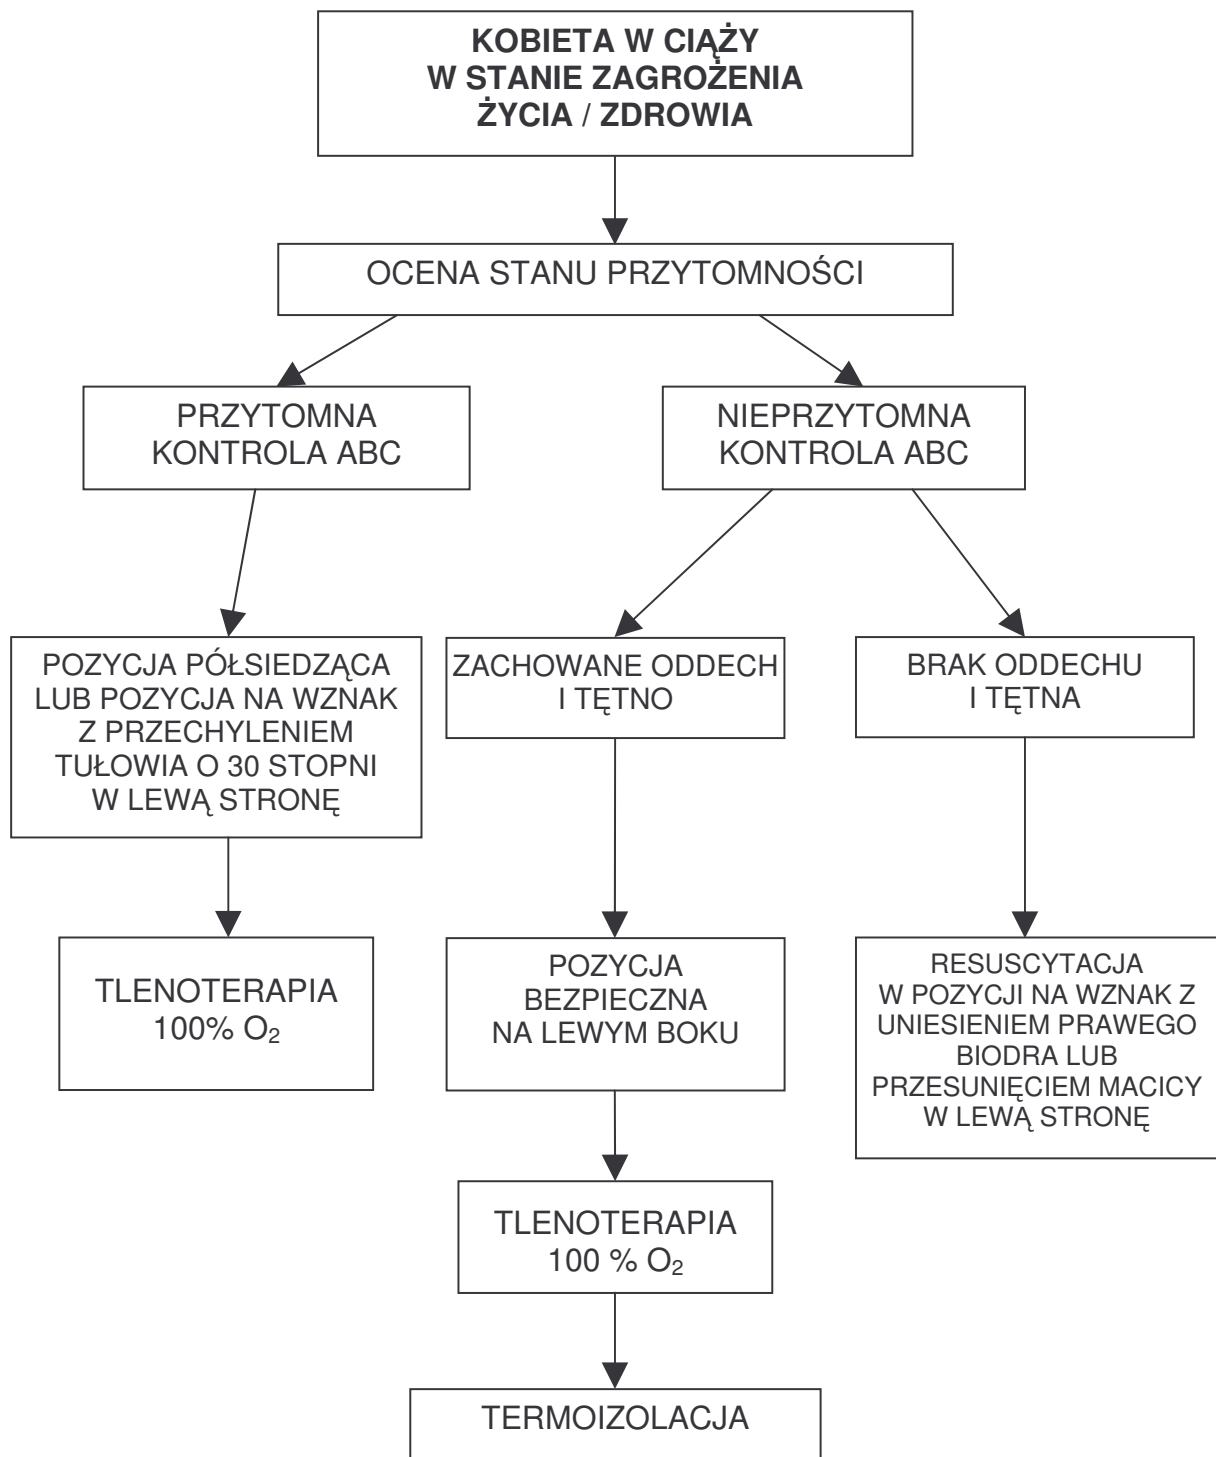 KOBIETA W CIĄŻY
W STANIE ZAGROŻENIA
ŻYCIA / ZDROWIA
OCENA STANU PRZYTOMNOŚCI
PRZYTOMNA
KONTROLA ABC
NIEPRZYTOMNA
KONTROLA ABC
POZYCJA PÓŁSIEDZĄCA
LUB POZYCJA NA WZNAK
Z PRZECHYLENIEM
TUŁOWIA O 30 STOPNI
W LEWĄ STRONĘ
ZACHOWANE ODDECH
I TĘTNO
BRAK ODDECHU
I TĘTNA
TLENOTERAPIA
100% O₂
POZYCJA
BEZPIECZNA
NA LEWYM BOKU
RESUSCYTACJA
W POZYCJI NA WZNAK Z
UNIESIENIEM PRAWEGO
BIODRA LUB
PRZESUNIĘCIEM MACICY
W LEWĄ STRONĘ
TLENOTERAPIA
100 % O₂
TERMOIZOLACJA